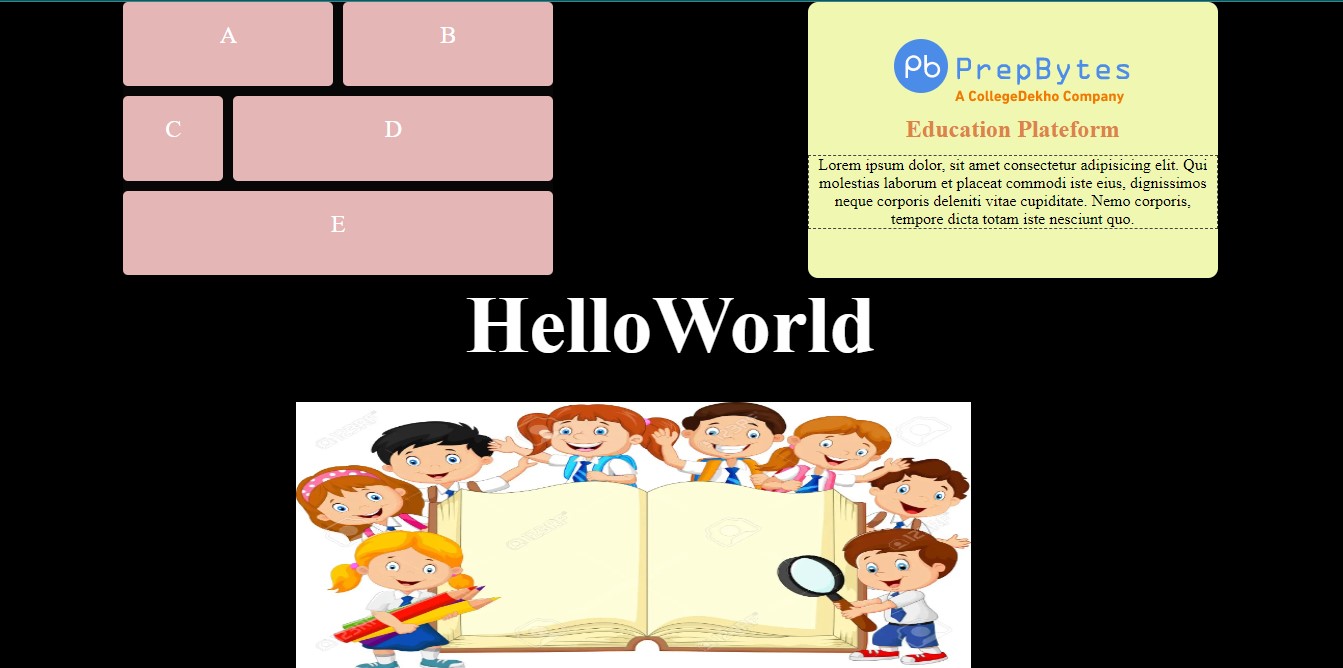 A
B
C
D
E
Pb PrepBytes
A CollegeDekho Company
Education Plateform
Lorem ipsum dolor, sit amet consectetur adipisicing elit. Qui
molestias laborum et placeat commodi iste eius, dignissimos
neque corporis deleniti vitae cupiditate. Nemo corporis,
tempore dicta totam iste nesciunt quo.
HelloWorld